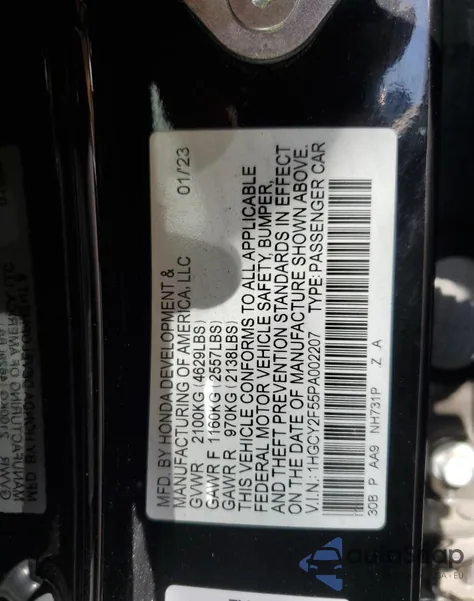 MFD. BY HONDA DEVELOPMENT &
MANUFACTURING OF AMERICA, LLC 01/23
GVWR 2100KG (4629LBS)
GAWR F 1160KG (2557LBS)
GAWR R 970KG (2138LBS)
THIS VEHICLE CONFORMS TO ALL APPLICABLE
FEDERAL MOTOR VEHICLE SAFETY, BUMPER,
AND THEFT PREVENTION STANDARDS IN EFFECT
ON THE DATE OF MANUFACTURE SHOWN ABOVE.
V.I.N.: 1HGCY2F55PA002207 TYPE: PASSENGER CAR
30B P AA9 NH731P Z A
autoSnap